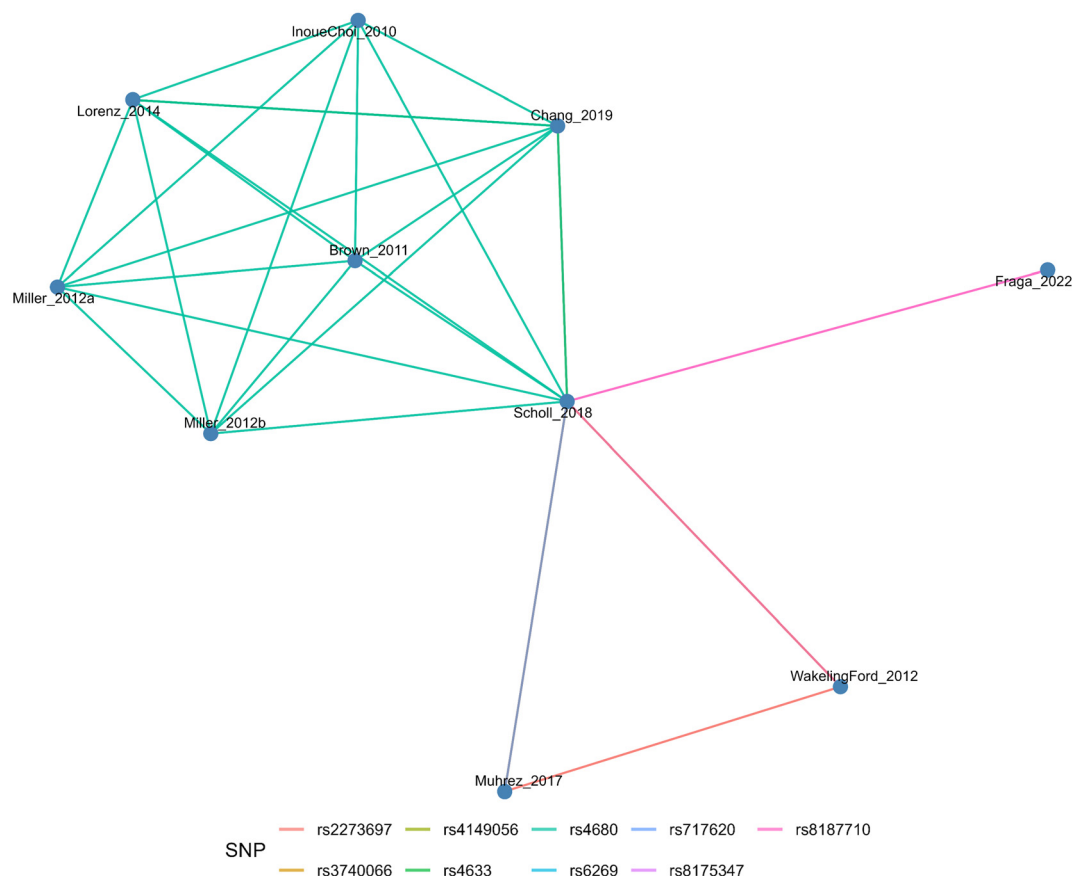 InoueChoi_2010
Lorenz_2014
Chang_2019
Brown_2011
Miller_2012a
Fraga_2022
Scholl_2018
Miller_2012b
WakelingFord_2012
Muhrez_2017
SNP
rs2273697 rs4149056 rs4680 rs717620 rs8187710
rs3740066 rs4633 rs6269 rs8175347